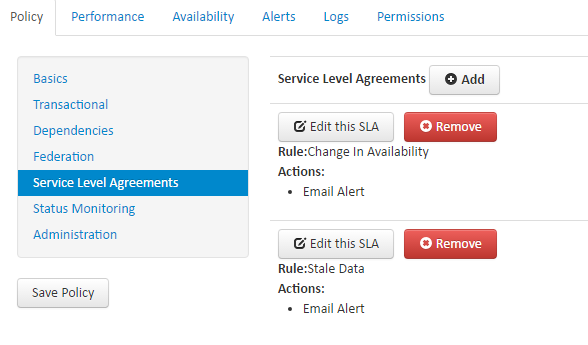 Policy Performance Availability Alerts Logs Permissions
Basics
Transactional
Dependencies
Federation
Service Level Agreements
Status Monitoring
Administration
Save Policy
Service Level Agreements Add
Edit this SLA Remove
Rule:Change In Availability
Actions:
Email Alert
Edit this SLA Remove
Rule:Stale Data
Actions:
Email Alert